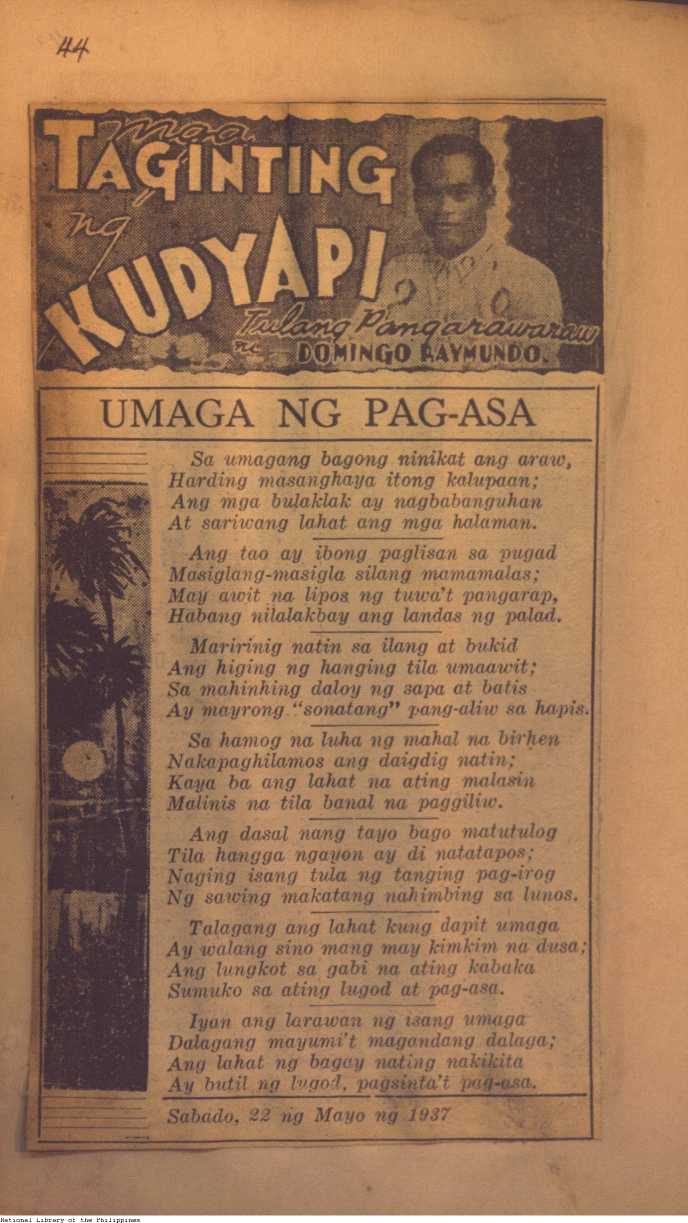 44
mga
TAGINTING
ng
KUDYAPI
Tulang Pangarawaraw
ni DOMINGO RAYMUNDO.
UMAGA NG PAG-ASA
Sa umagang bagong ninikat ang araw,
Harding masanghaya itong kalupaan;
Ang mga bulaklak ay nagbabanguhan
At sariwang lahat ang mga halaman.
Ang tao ay ibong paglisan sa pugad
Masiglang-masigla silang mamamalas;
May awit na lipos ng tuwa't pangarap,
Habang nilalakbay ang landas ng palad.
Maririnig natin sa ilang at bukid
Ang higing ng hanging tila umaawit;
Sa mahinhing daloy ng sapa at batis
Ay mayrong "sonatang" pang-aliw sa hapis.
Sa hamog na luha ng mahal na birhen
Nakapaghilamos ang daigdig natin;
Kaya ba ang lahat na ating malasin
Malinis na tila banal na paggiliw.
Ang dasal nang tayo bago matutulog
Tila hangga ngayon ay di natatapos;
Naging isang tula ng tanging pag-irog
Ng sawing makatang nahimbing sa lunos.
Talagang ang lahat kung dapit umaga
Ay walang sino mang may kimkim na dusa;
Ang lungkot sa gabi na ating kabaka
Sumuko sa ating lugod at pag-asa.
Iyan ang larawan ng isang umaga
Dalagang mayumi't magandang dalaga;
Ang lahat ng bagay nating nakikita
Ay butil ng lugod, pagsinta't pag-asa.
Sabado, 22 ng Mayo ng 1937
National Library of the Philippines